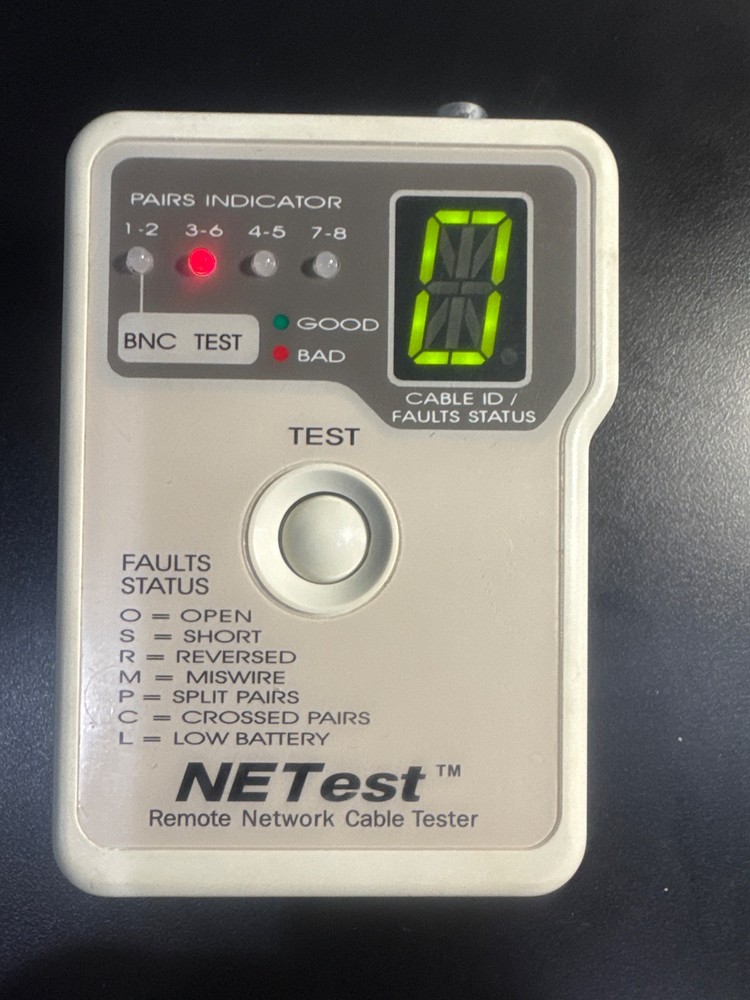 PAIRS INDICATOR
1-2 3-6 4-5 7-8
BNC TEST
GOOD
BAD
O
CABLE ID /
FAULTS STATUS
TEST
FAULTS
STATUS
O = OPEN
S = SHORT
R = REVERSED
M = MISWIRE
P = SPLIT PAIRS
C = CROSSED PAIRS
L = LOW BATTERY
NETest™
Remote Network Cable Tester